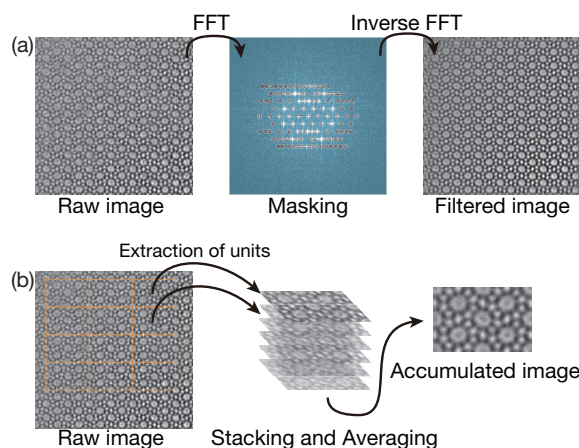 FFT
Inverse FFT
(a)
Raw image
Masking
Filtered image
Extraction of units
(b)
Accumulated image
Raw image
Stacking and Averaging